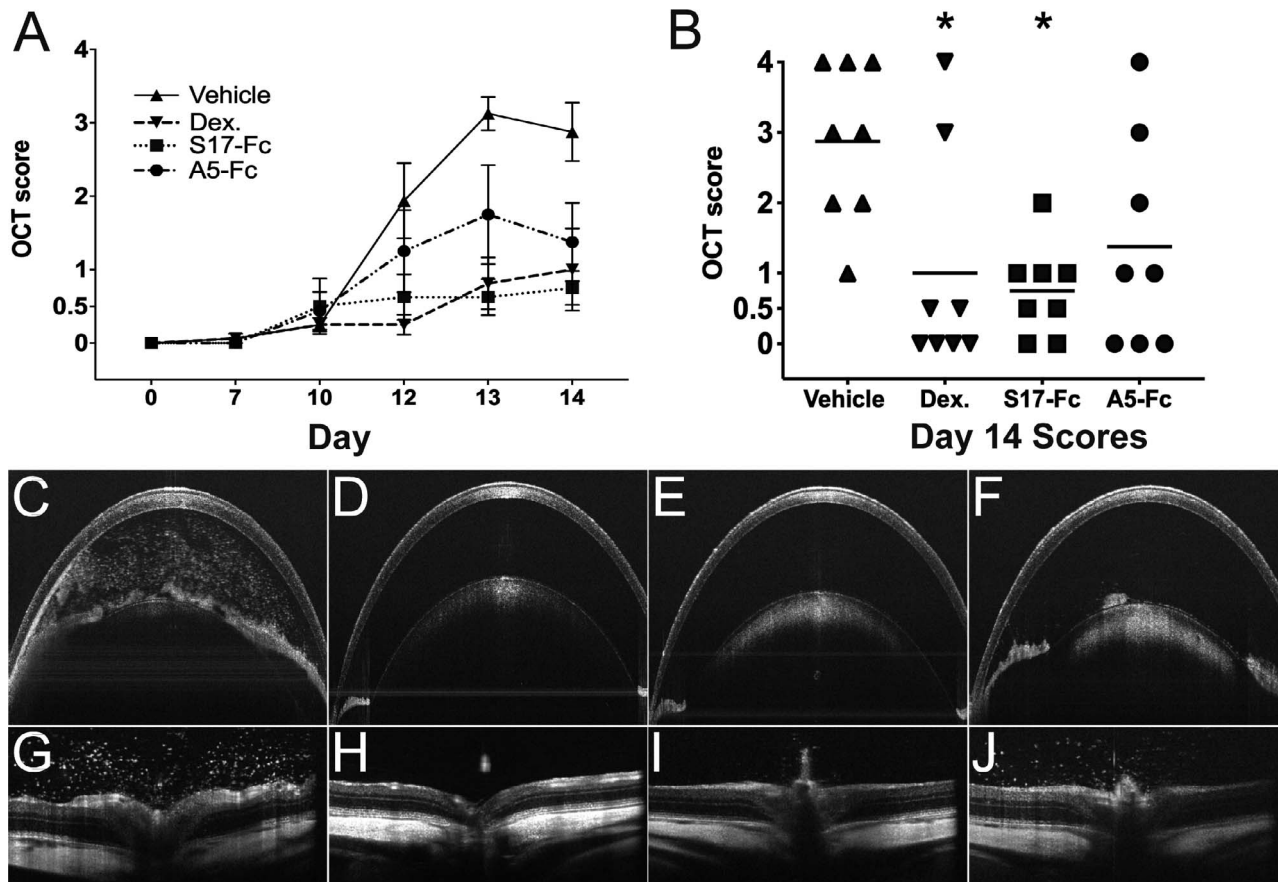 A
4
3
2
1
0.5
0
OCT score
Vehicle
Dex.
S17-Fc
A5-Fc
0 7 10 12 13 14
Day
B
* *
4
3
2
1
0.5
0
OCT score
Vehicle Dex. S17-Fc A5-Fc
Day 14 Scores
C D E F
G H I J